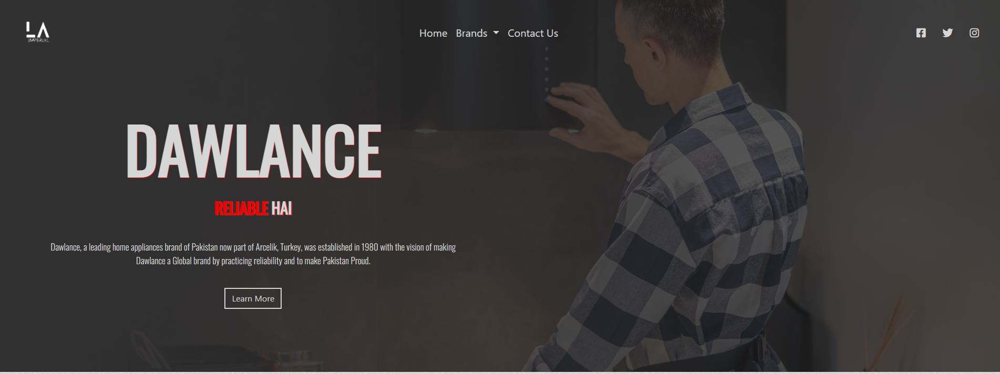 LA
IMPERIAL
Home Brands Contact Us
DAWLANCE
RELIABLE HAI
Dawlance, a leading home appliances brand of Pakistan now part of Arcelik, Turkey, was established in 1980 with the vision of making
Dawlance a Global brand by practicing reliability and to make Pakistan Proud.
Learn More